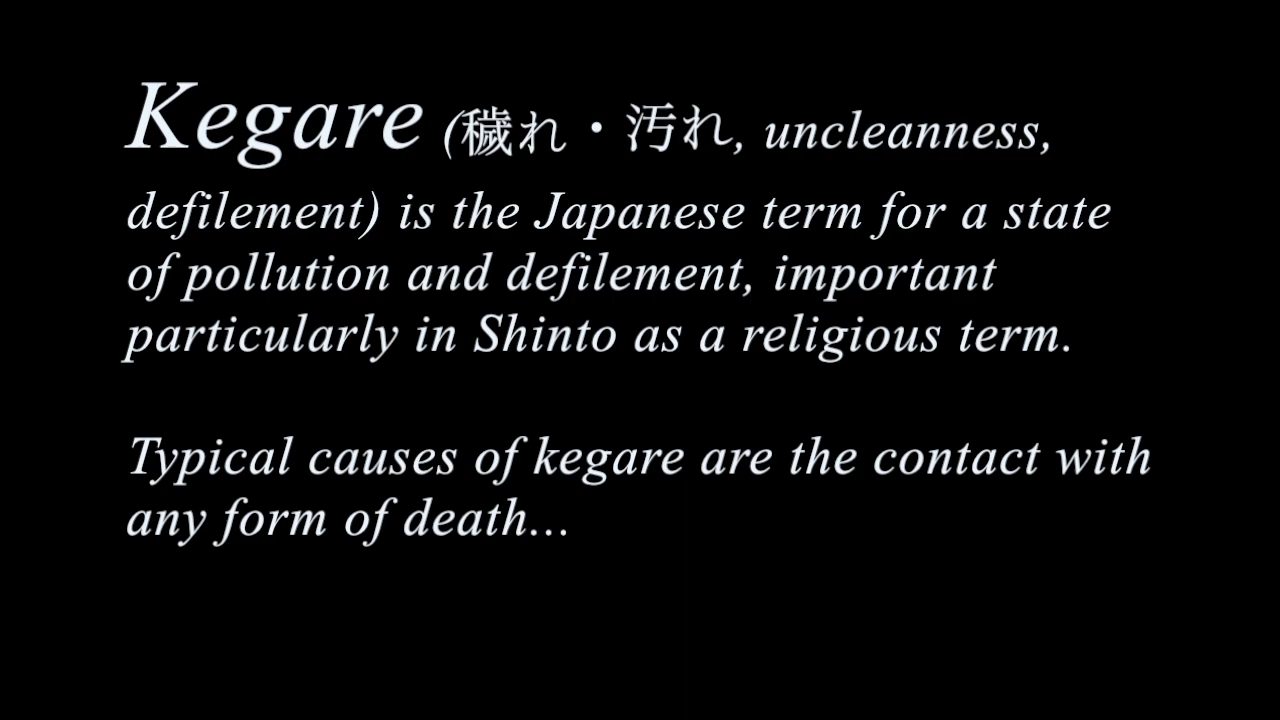 Kegare (穢れ・汚れ, uncleanness,
defilement) is the Japanese term for a state
of pollution and defilement, important
particularly in Shinto as a religious term.
Typical causes of kegare are the contact with
any form of death...